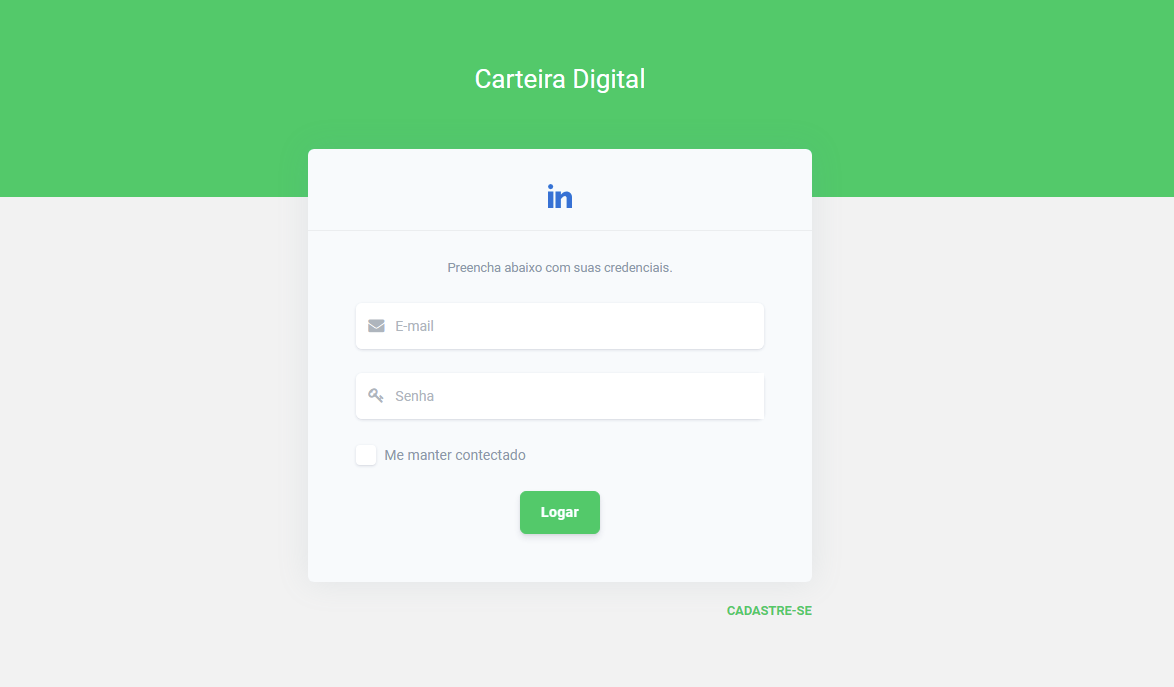 Carteira Digital
in
Preencha abaixo com suas credenciais.
E-mail
Senha
Me manter contectado
Logar
CADASTRE-SE